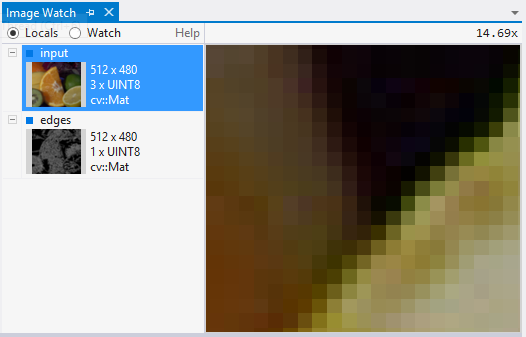 Image Watch
Locals Watch Help 14.69x
input
512 x 480
3 x UINT8
cv::Mat
edges
512 x 480
1 x UINT8
cv::Mat